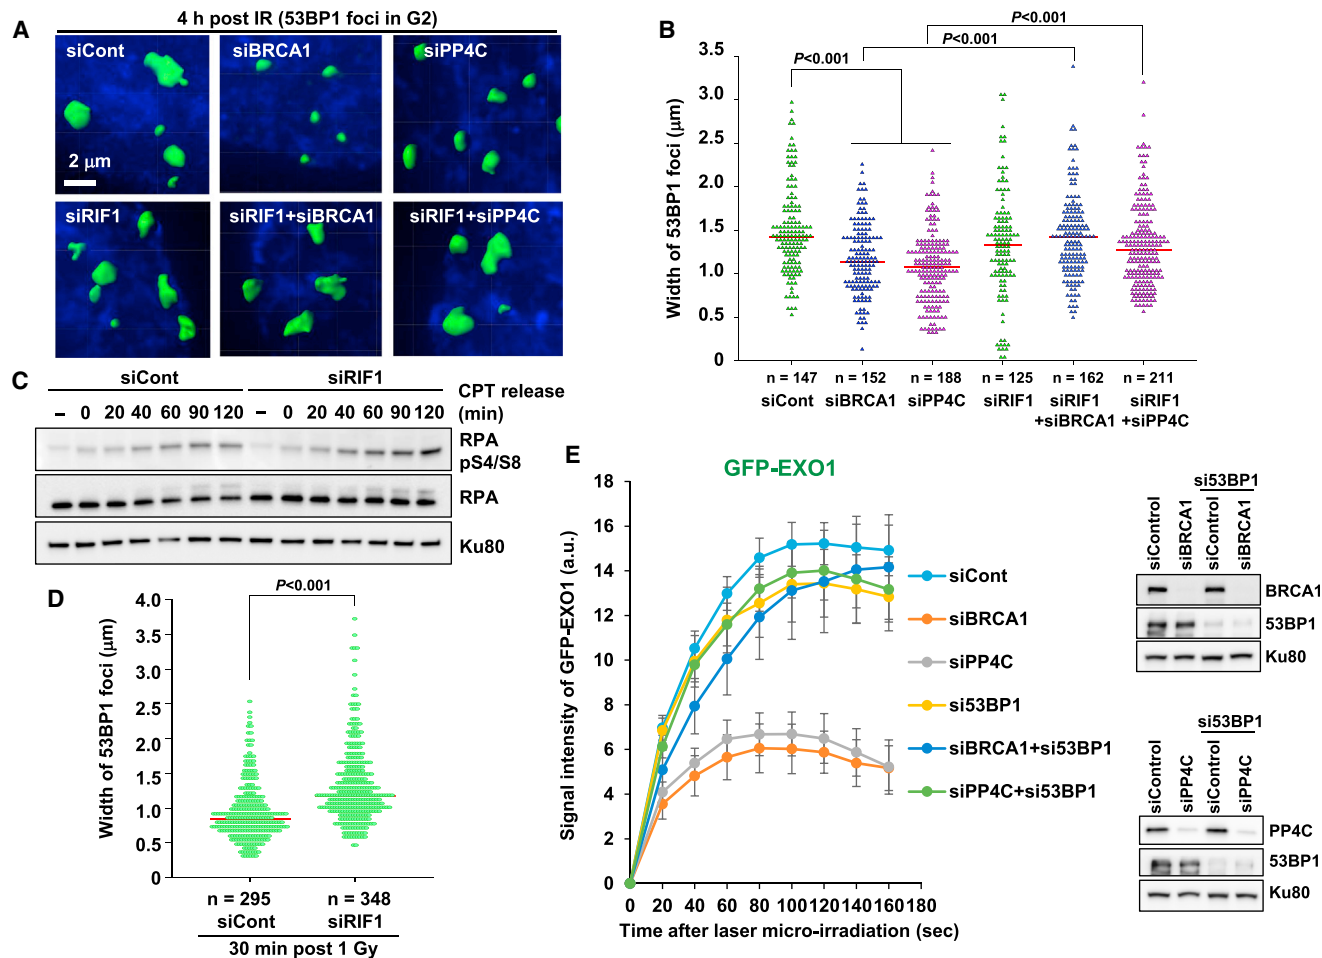 A
4 h post IR (53BP1 foci in G2)
siCont
siBRCA1
siPP4C
2 µm
siRIF1
siRIF1+siBRCA1
siRIF1+siPP4C
B
P<0.001
P<0.001
P<0.001
Width of 53BP1 foci (µm)
3.5
3.0
2.5
2.0
1.5
1.0
0.5
0
n = 147
n = 152
n = 188
n = 125
n = 162
n = 211
siCont
siBRCA1
siPP4C
siRIF1
siRIF1
+siBRCA1
siRIF1
+siPP4C
C
siCont
siRIF1
CPT release
(min)
– 0 20 40 60 90 120 – 0 20 40 60 90 120
RPA
pS4/S8
RPA
Ku80
D
P<0.001
Width of 53BP1 foci (µm)
4.0
3.5
3.0
2.5
2.0
1.5
1.0
0.5
0
n = 295
n = 348
siCont
siRIF1
30 min post 1 Gy
E
GFP-EXO1
Signal intensity of GFP-EXO1 (a.u.)
18
16
14
12
10
8
6
4
2
0
0 20 40 60 80 100 120 140 160 180
Time after laser micro-irradiation (sec)
siCont
siBRCA1
siPP4C
si53BP1
siBRCA1+si53BP1
siPP4C+si53BP1
si53BP1
siControl
siBRCA1
siControl
siBRCA1
BRCA1
53BP1
Ku80
si53BP1
siControl
siPP4C
siControl
siPP4C
PP4C
53BP1
Ku80